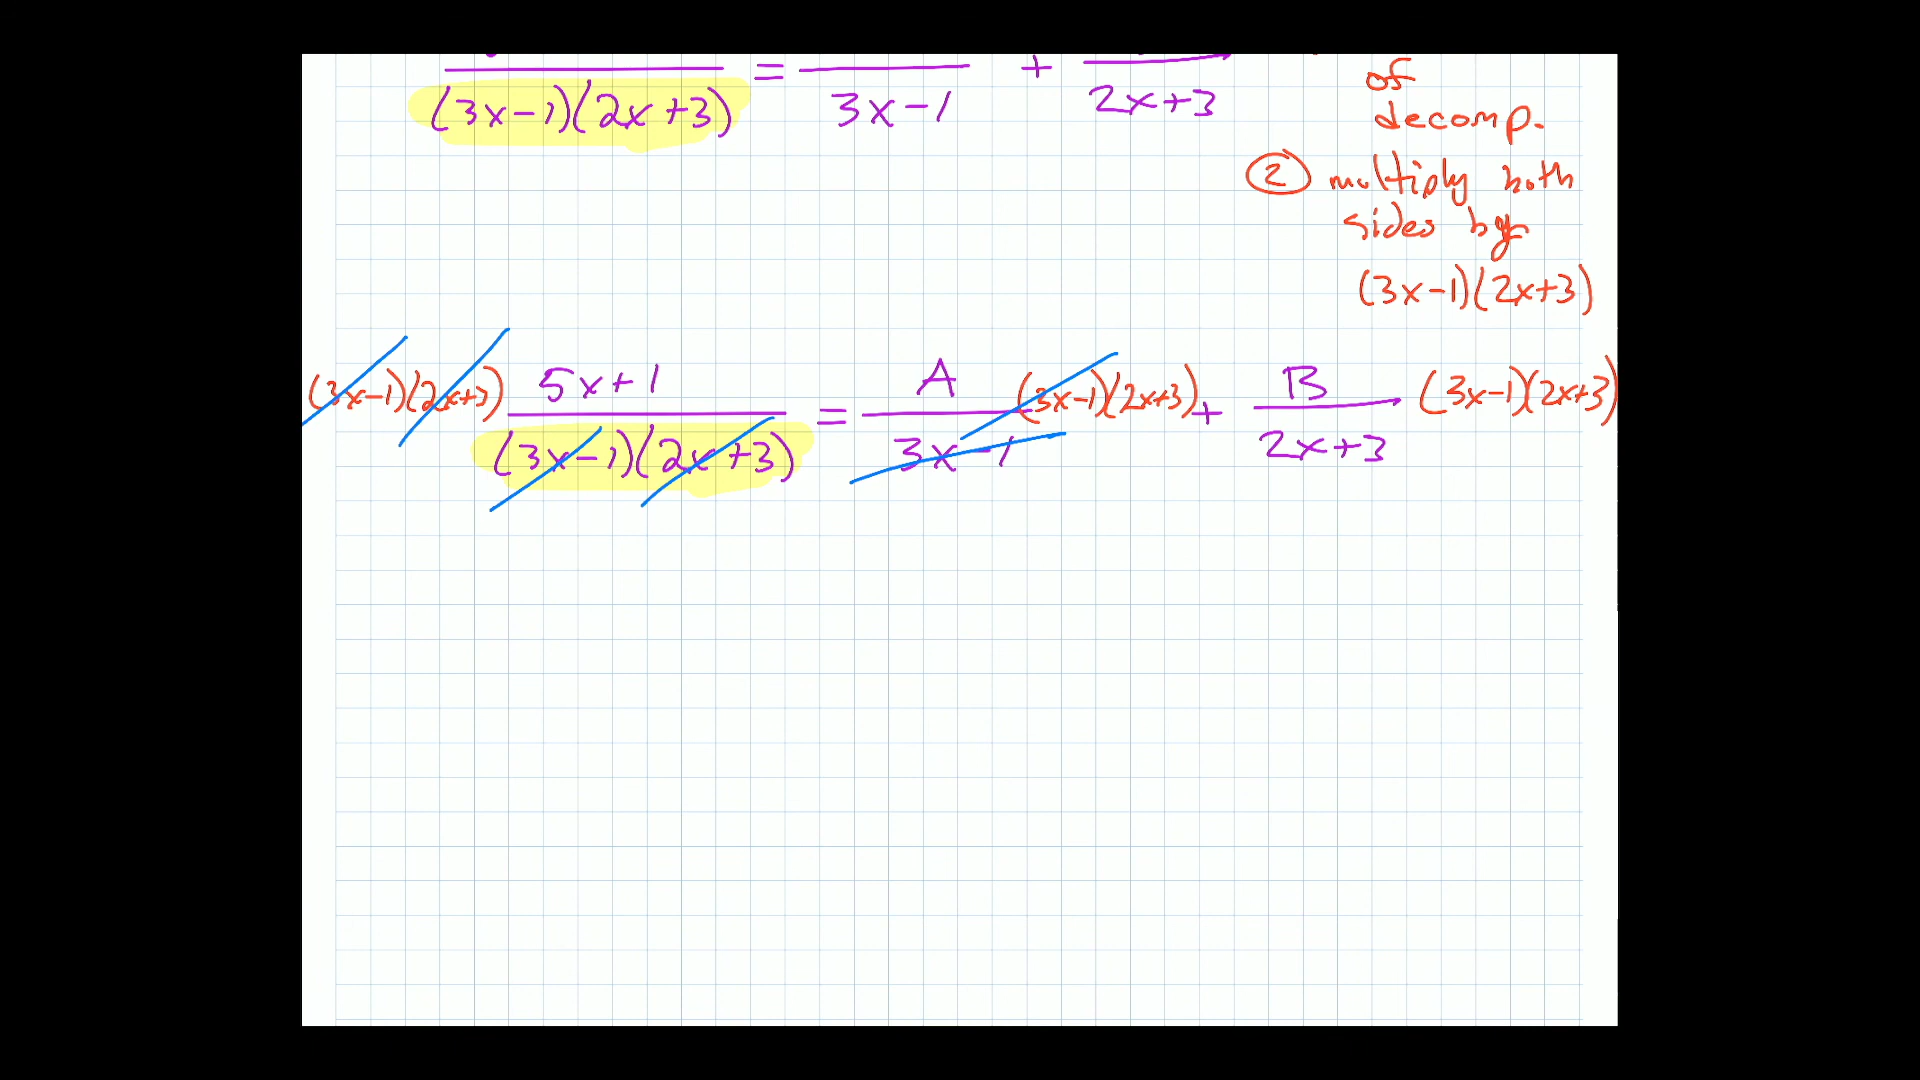 (3x-1)(2x+3) = 3x-1 + 2x+3
of
decomp.
② multiply both
sides by
(3x-1)(2x+3)
(3x-1)(2x+3) 5x+1 = A (3x-1)(2x+3) + B (3x-1)(2x+3)
(3x-1)(2x+3) 3x-1 2x+3